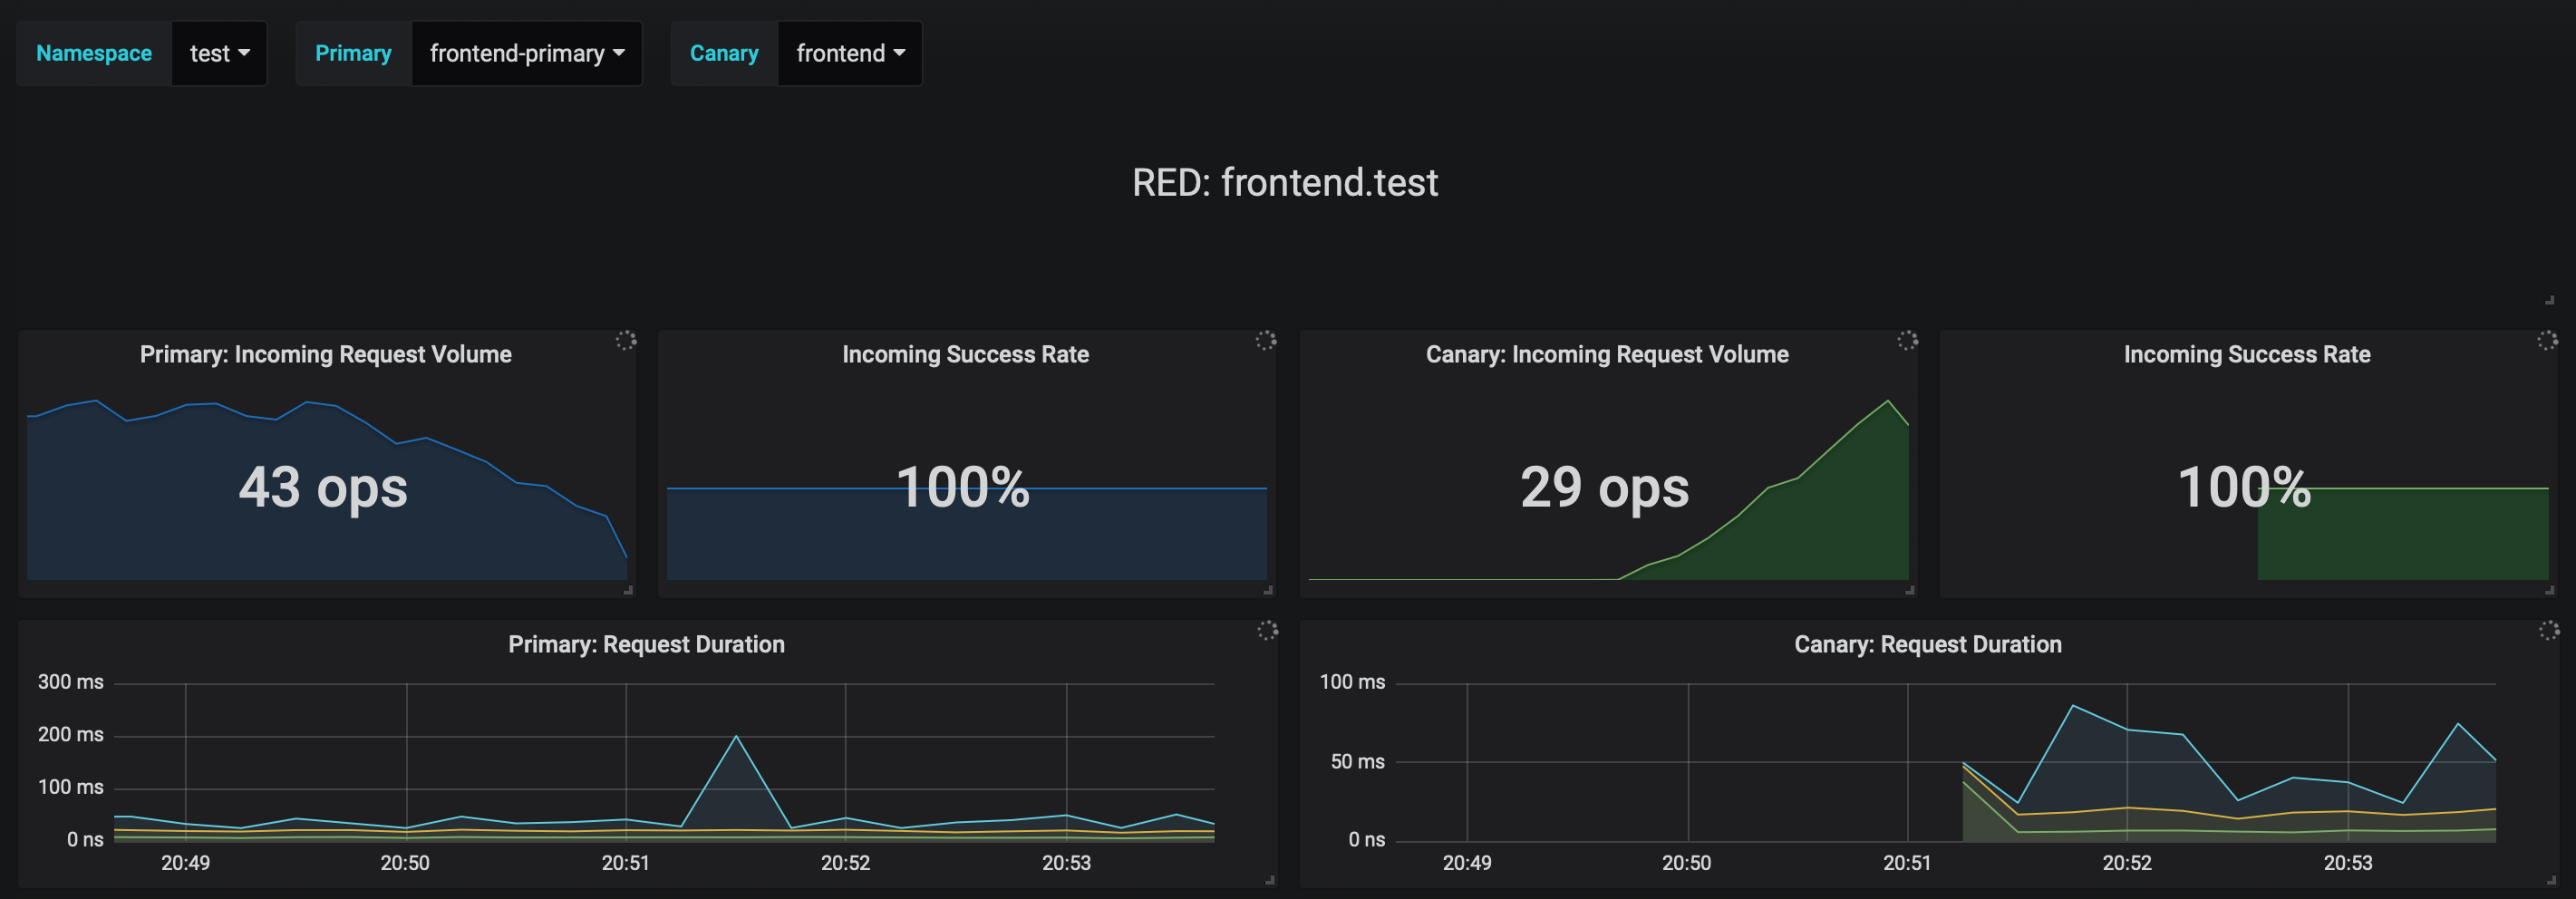 Namespace test Primary frontend-primary Canary frontend
RED: frontend.test
Primary: Incoming Request Volume
43 ops
Incoming Success Rate
100%
Canary: Incoming Request Volume
29 ops
Incoming Success Rate
100%
Primary: Request Duration
300 ms
200 ms
100 ms
0 ns
20:49 20:50 20:51 20:52 20:53
Canary: Request Duration
100 ms
50 ms
0 ns
20:49 20:50 20:51 20:52 20:53